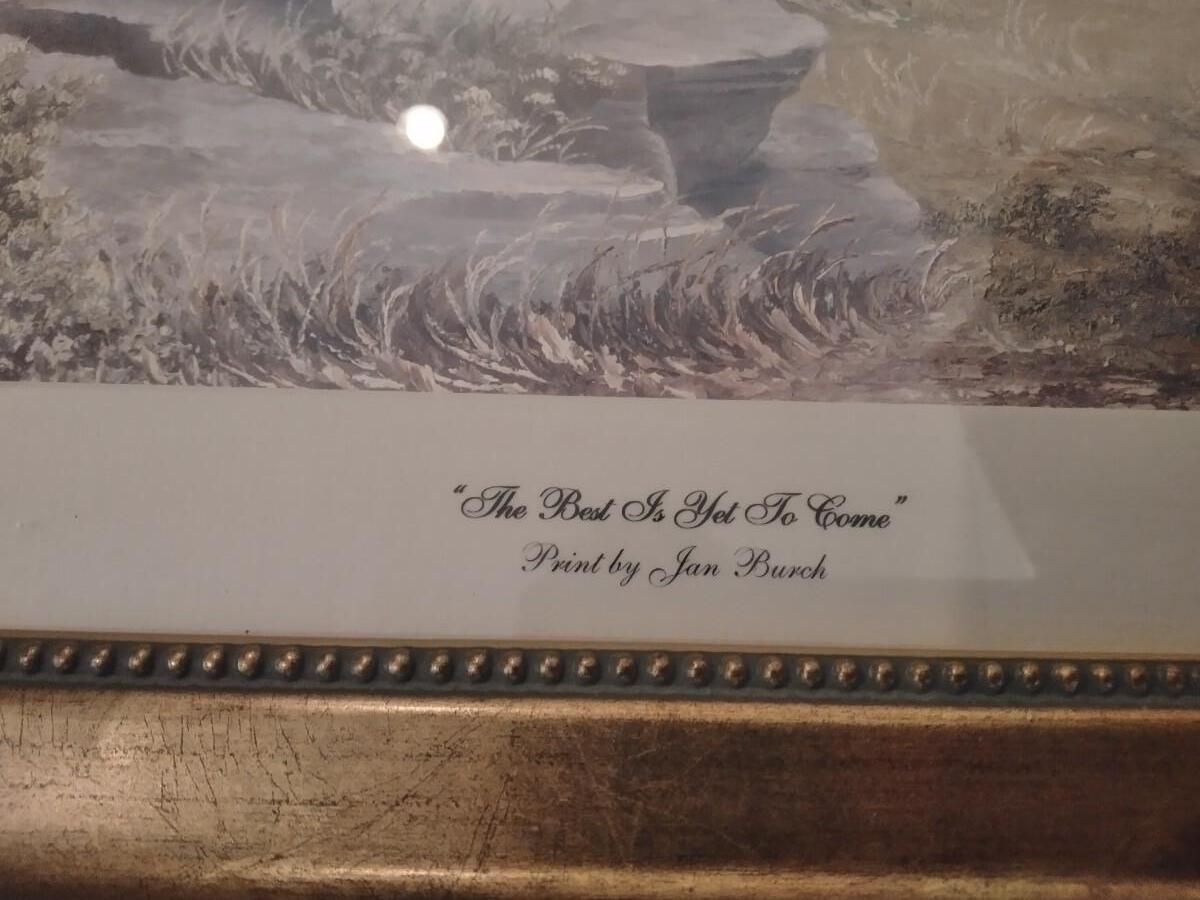 “The Best Is Yet To Come”
Print by Jan Burch